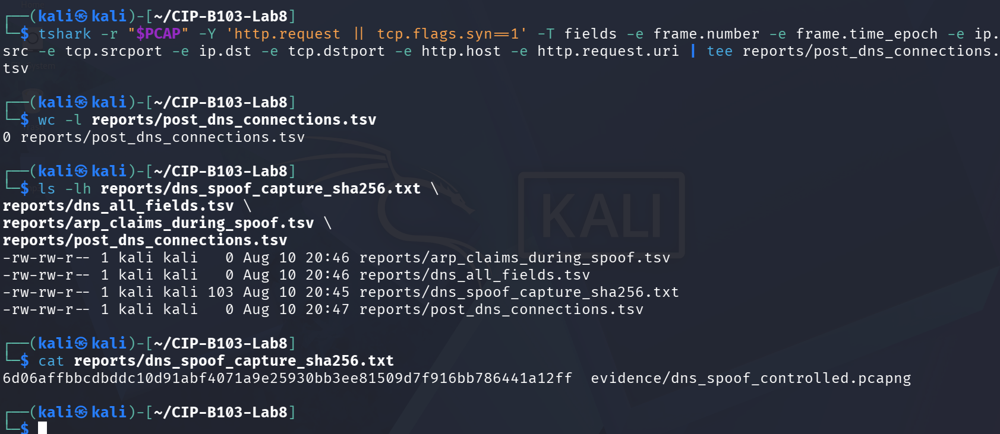 ┌──(kali㉿kali)-[~/CIP-B103-Lab8]
└─$ tshark -r "$PCAP" -Y 'http.request || tcp.flags.syn==1' -T fields -e frame.number -e frame.time_epoch -e ip.
src -e tcp.srcport -e ip.dst -e tcp.dstport -e http.host -e http.request.uri | tee reports/post_dns_connections.
tsv
┌──(kali㉿kali)-[~/CIP-B103-Lab8]
└─$ wc -l reports/post_dns_connections.tsv
0 reports/post_dns_connections.tsv
┌──(kali㉿kali)-[~/CIP-B103-Lab8]
└─$ ls -lh reports/dns_spoof_capture_sha256.txt \
reports/dns_all_fields.tsv \
reports/arp_claims_during_spoof.tsv \
reports/post_dns_connections.tsv
-rw-rw-r-- 1 kali kali   0 Aug 10 20:46 reports/arp_claims_during_spoof.tsv
-rw-rw-r-- 1 kali kali   0 Aug 10 20:46 reports/dns_all_fields.tsv
-rw-rw-r-- 1 kali kali 103 Aug 10 20:45 reports/dns_spoof_capture_sha256.txt
-rw-rw-r-- 1 kali kali   0 Aug 10 20:47 reports/post_dns_connections.tsv
┌──(kali㉿kali)-[~/CIP-B103-Lab8]
└─$ cat reports/dns_spoof_capture_sha256.txt
6d06affbbcdbddc10d91abf4071a9e25930bb3ee81509d7f916bb786441a12ff  evidence/dns_spoof_controlled.pcapng
┌──(kali㉿kali)-[~/CIP-B103-Lab8]
└─$
KALI